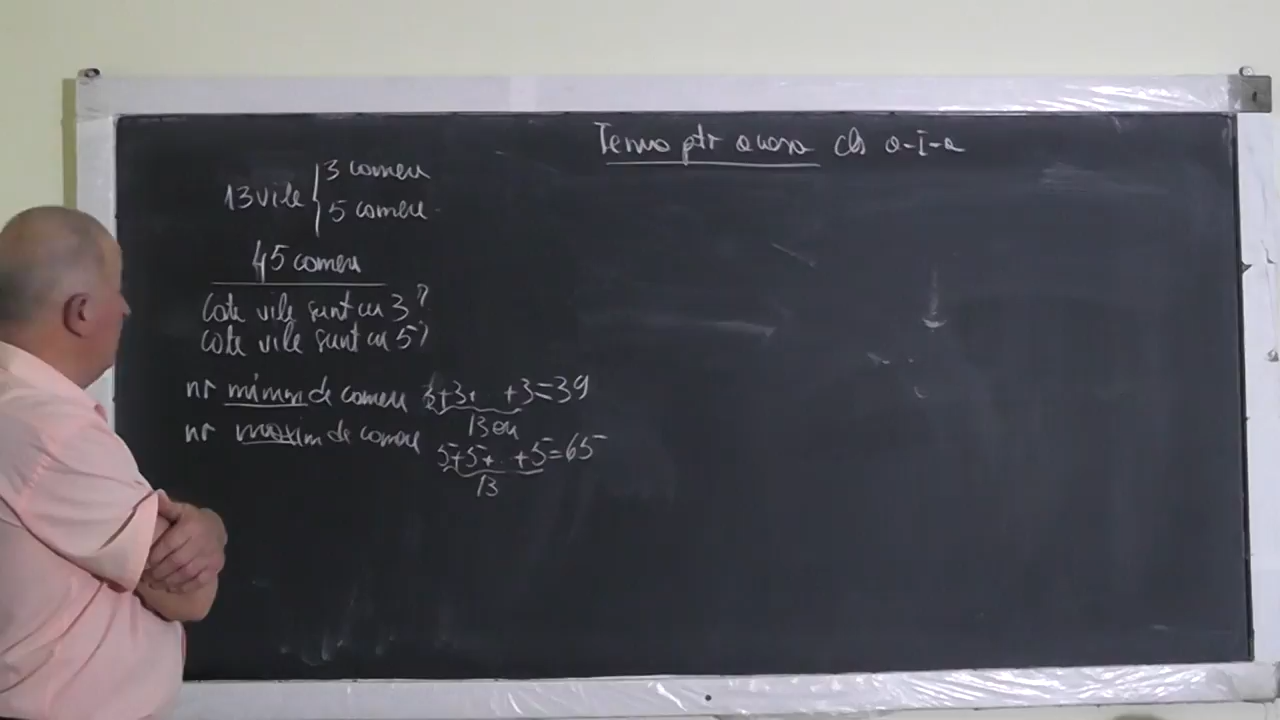 Tema ptr acasa cls a-I-a
13 vile { 3 camere
5 camere
45 camere
Cate vile sunt cu 3?
Cate vile sunt cu 5?
nr minim de camere 3+3+ . +3=39
13 ori
nr maxim de camere
5+5+ . . +5=65
13